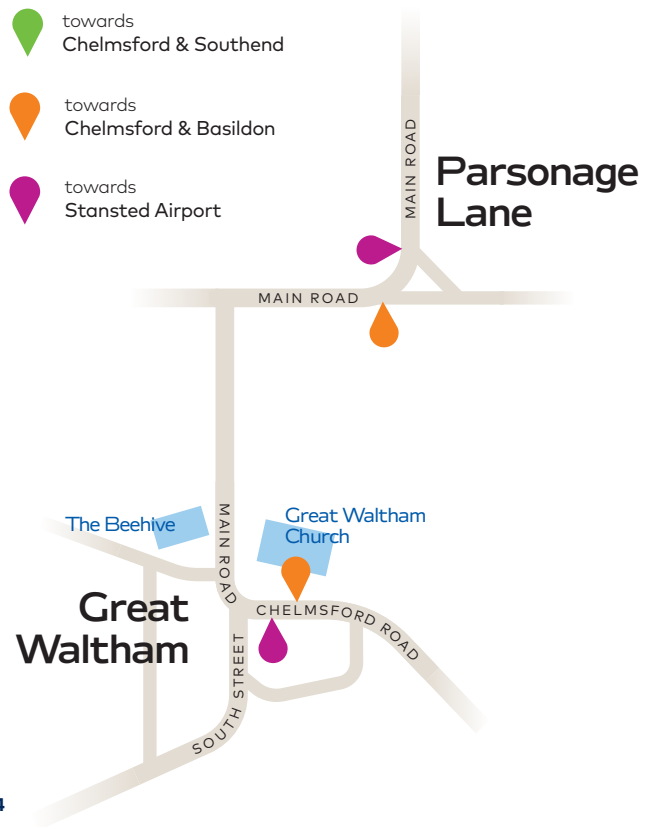 towards
Chelmsford & Southend
towards
Chelmsford & Basildon
towards
Stansted Airport
MAIN ROAD
Parsonage
Lane
MAIN ROAD
The Beehive
MAIN ROAD
Great Waltham
Church
Great
Waltham
CHELMSFORD ROAD
SOUTH STREET
4